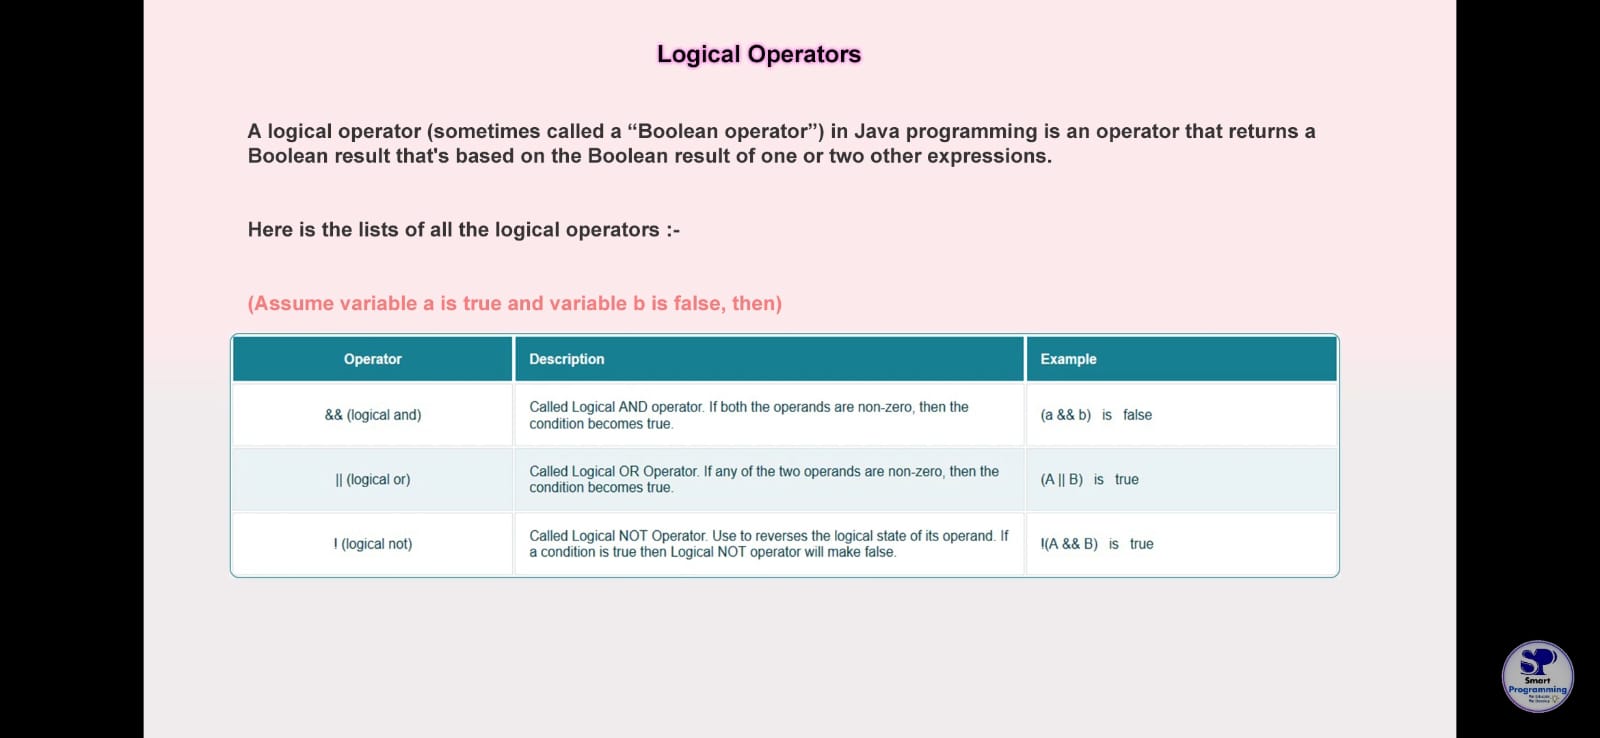 Logical Operators
A logical operator (sometimes called a “Boolean operator”) in Java programming is an operator that returns a
Boolean result that's based on the Boolean result of one or two other expressions.
Here is the lists of all the logical operators :-
(Assume variable a is true and variable b is false, then)
Operator Description Example
&& (logical and)
Called Logical AND operator. If both the operands are non-zero, then the
condition becomes true.
(a && b) is false
|| (logical or)
Called Logical OR Operator. If any of the two operands are non-zero, then the
condition becomes true.
(A || B) is true
! (logical not)
Called Logical NOT Operator. Use to reverses the logical state of its operand. If
a condition is true then Logical NOT operator will make false.
!(A && B) is true
SP
Smart
Programming